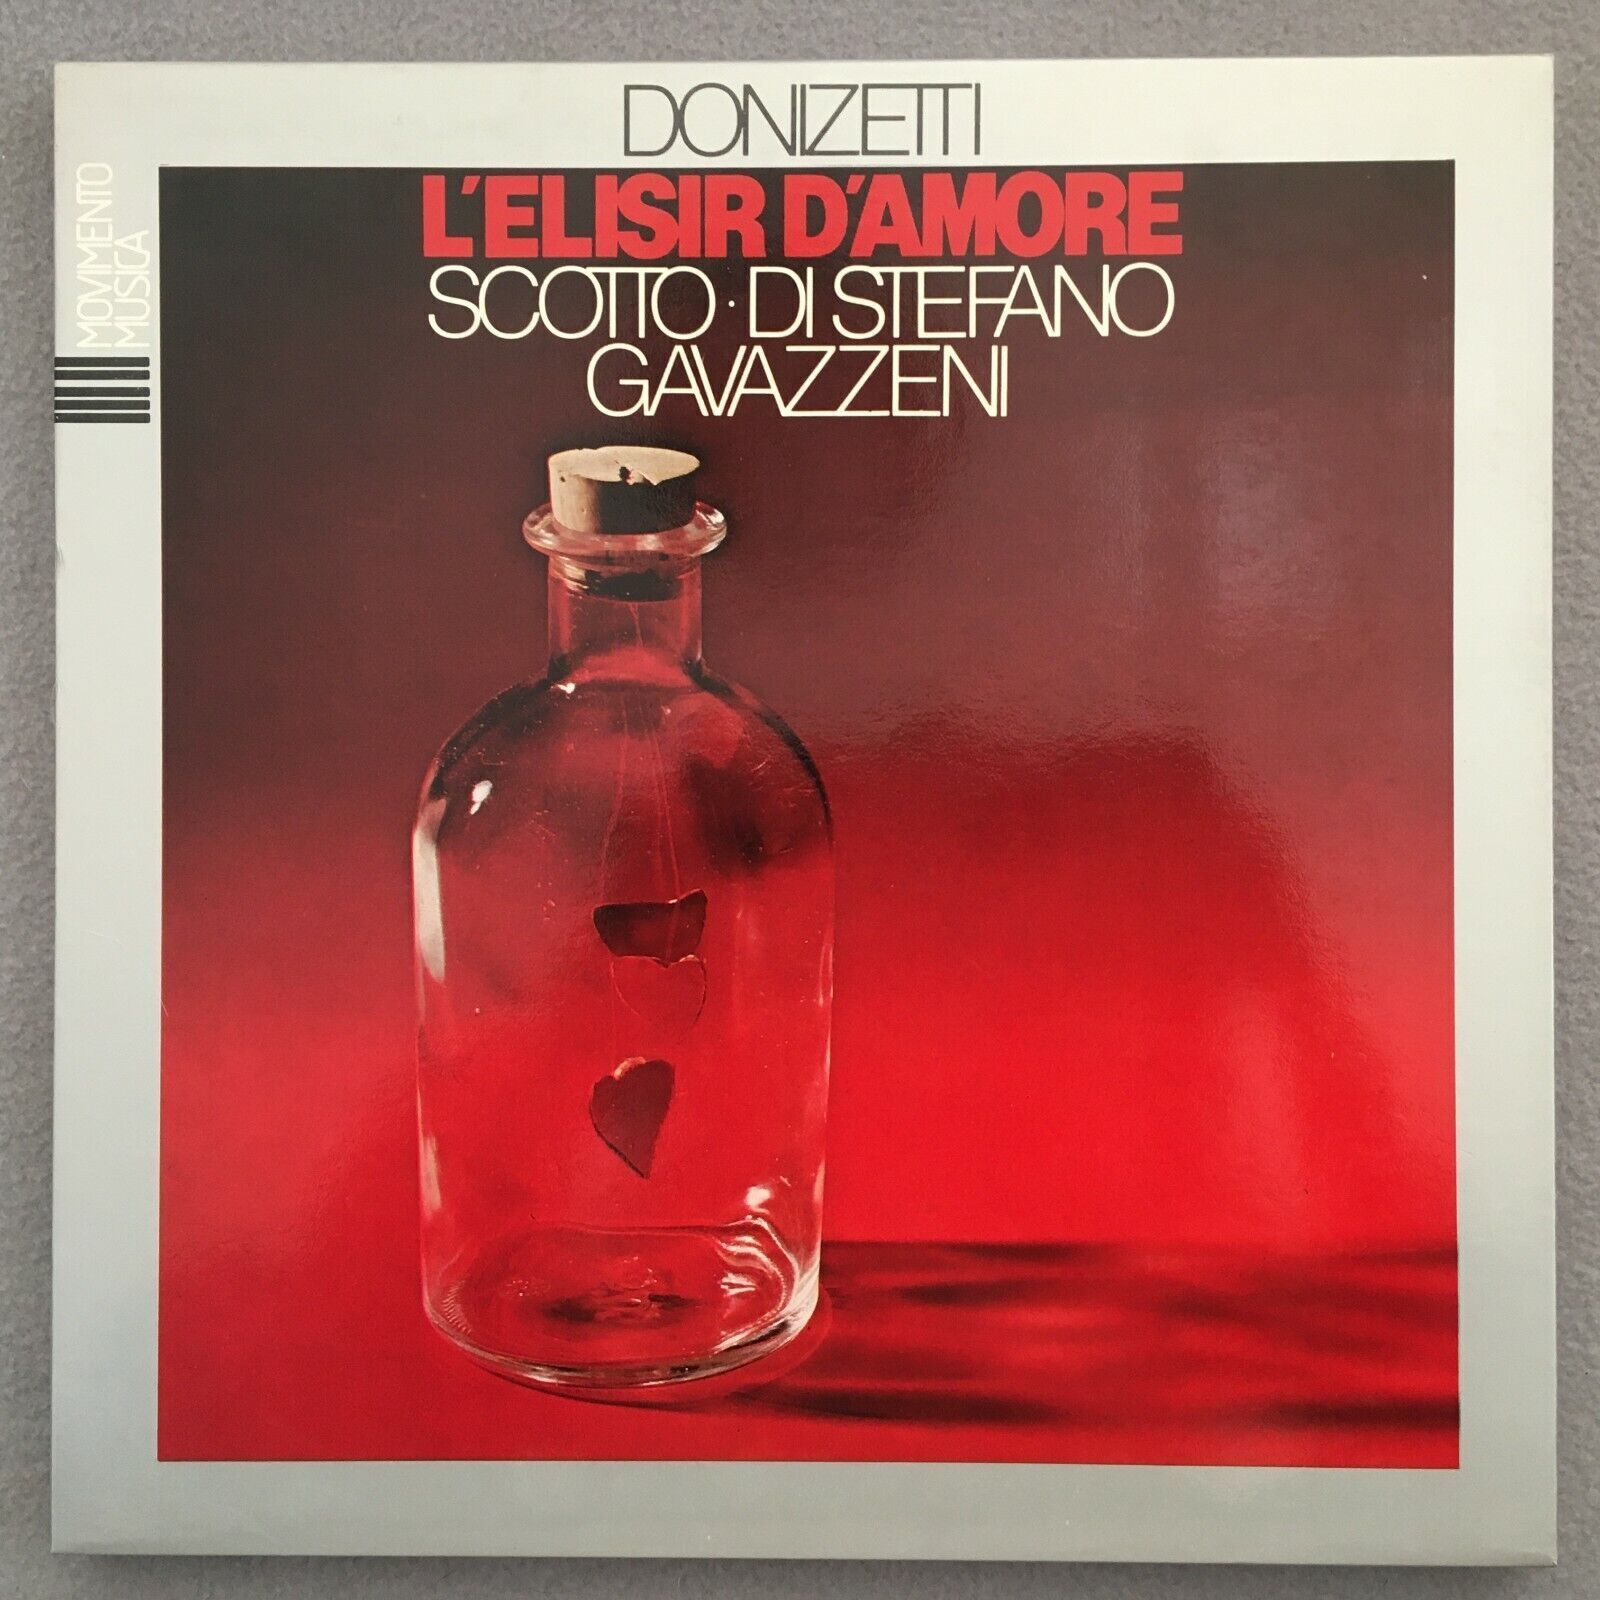 DONIZETTI
L'ELISIR D'AMORE
SCOTTO · DI STEFANO
GAVAZZENI
MOVIMENTO
MUSICA